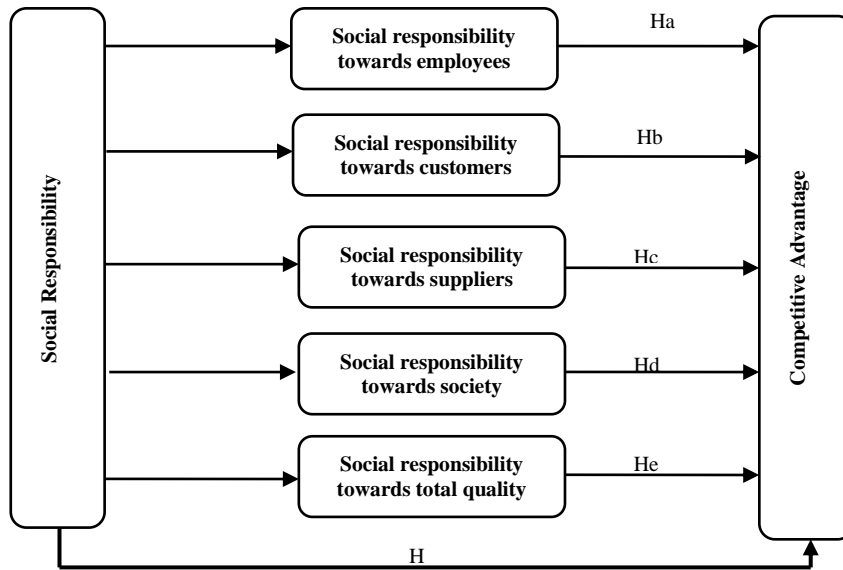 Social Responsibility
Social responsibility
towards employees
Ha
Social responsibility
towards customers
Hb
Social responsibility
towards suppliers
Hc
Social responsibility
towards society
Hd
Social responsibility
towards total quality
He
Competitive Advantage
H